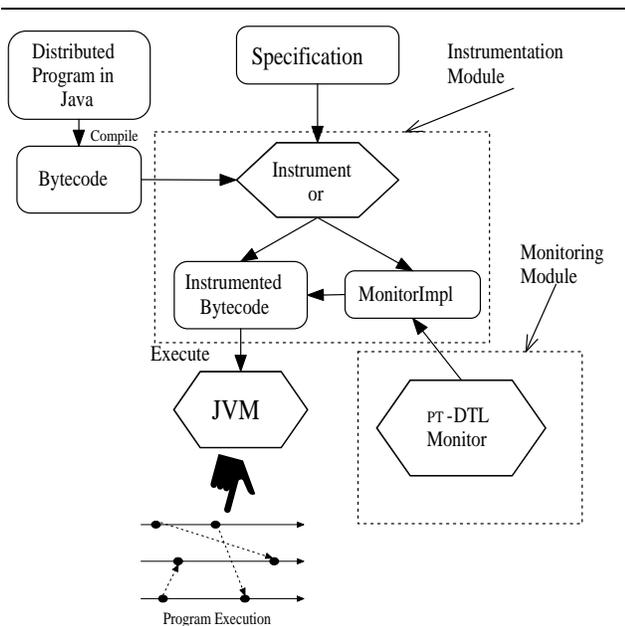 Distributed
Program in
Java
Specification
Instrumentation
Module
Compile
Bytecode
Instrument
or
Monitoring
Module
Instrumented
Bytecode
MonitorImpl
Execute
JVM
PT-DTL
Monitor
Program Execution